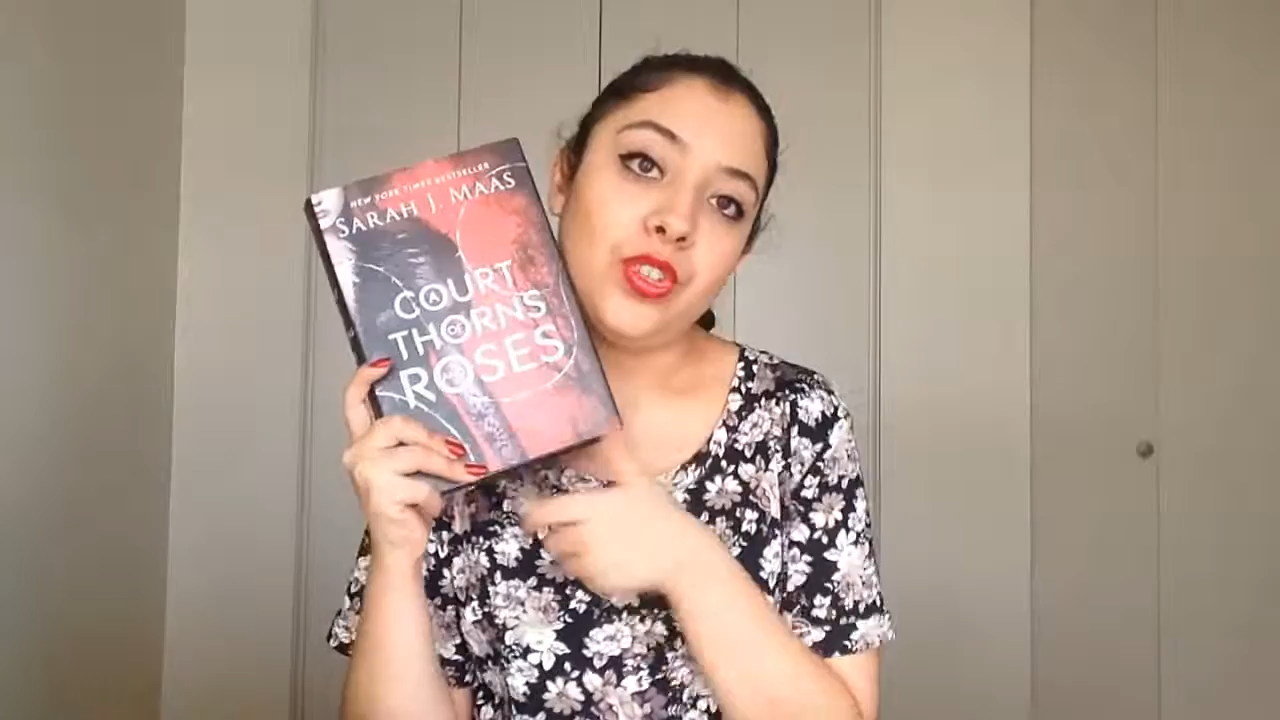 NEW YORK TIMES BESTSELLER
SARAH J. MAAS
A
COURT
THORNS
OF
ROSES
AND